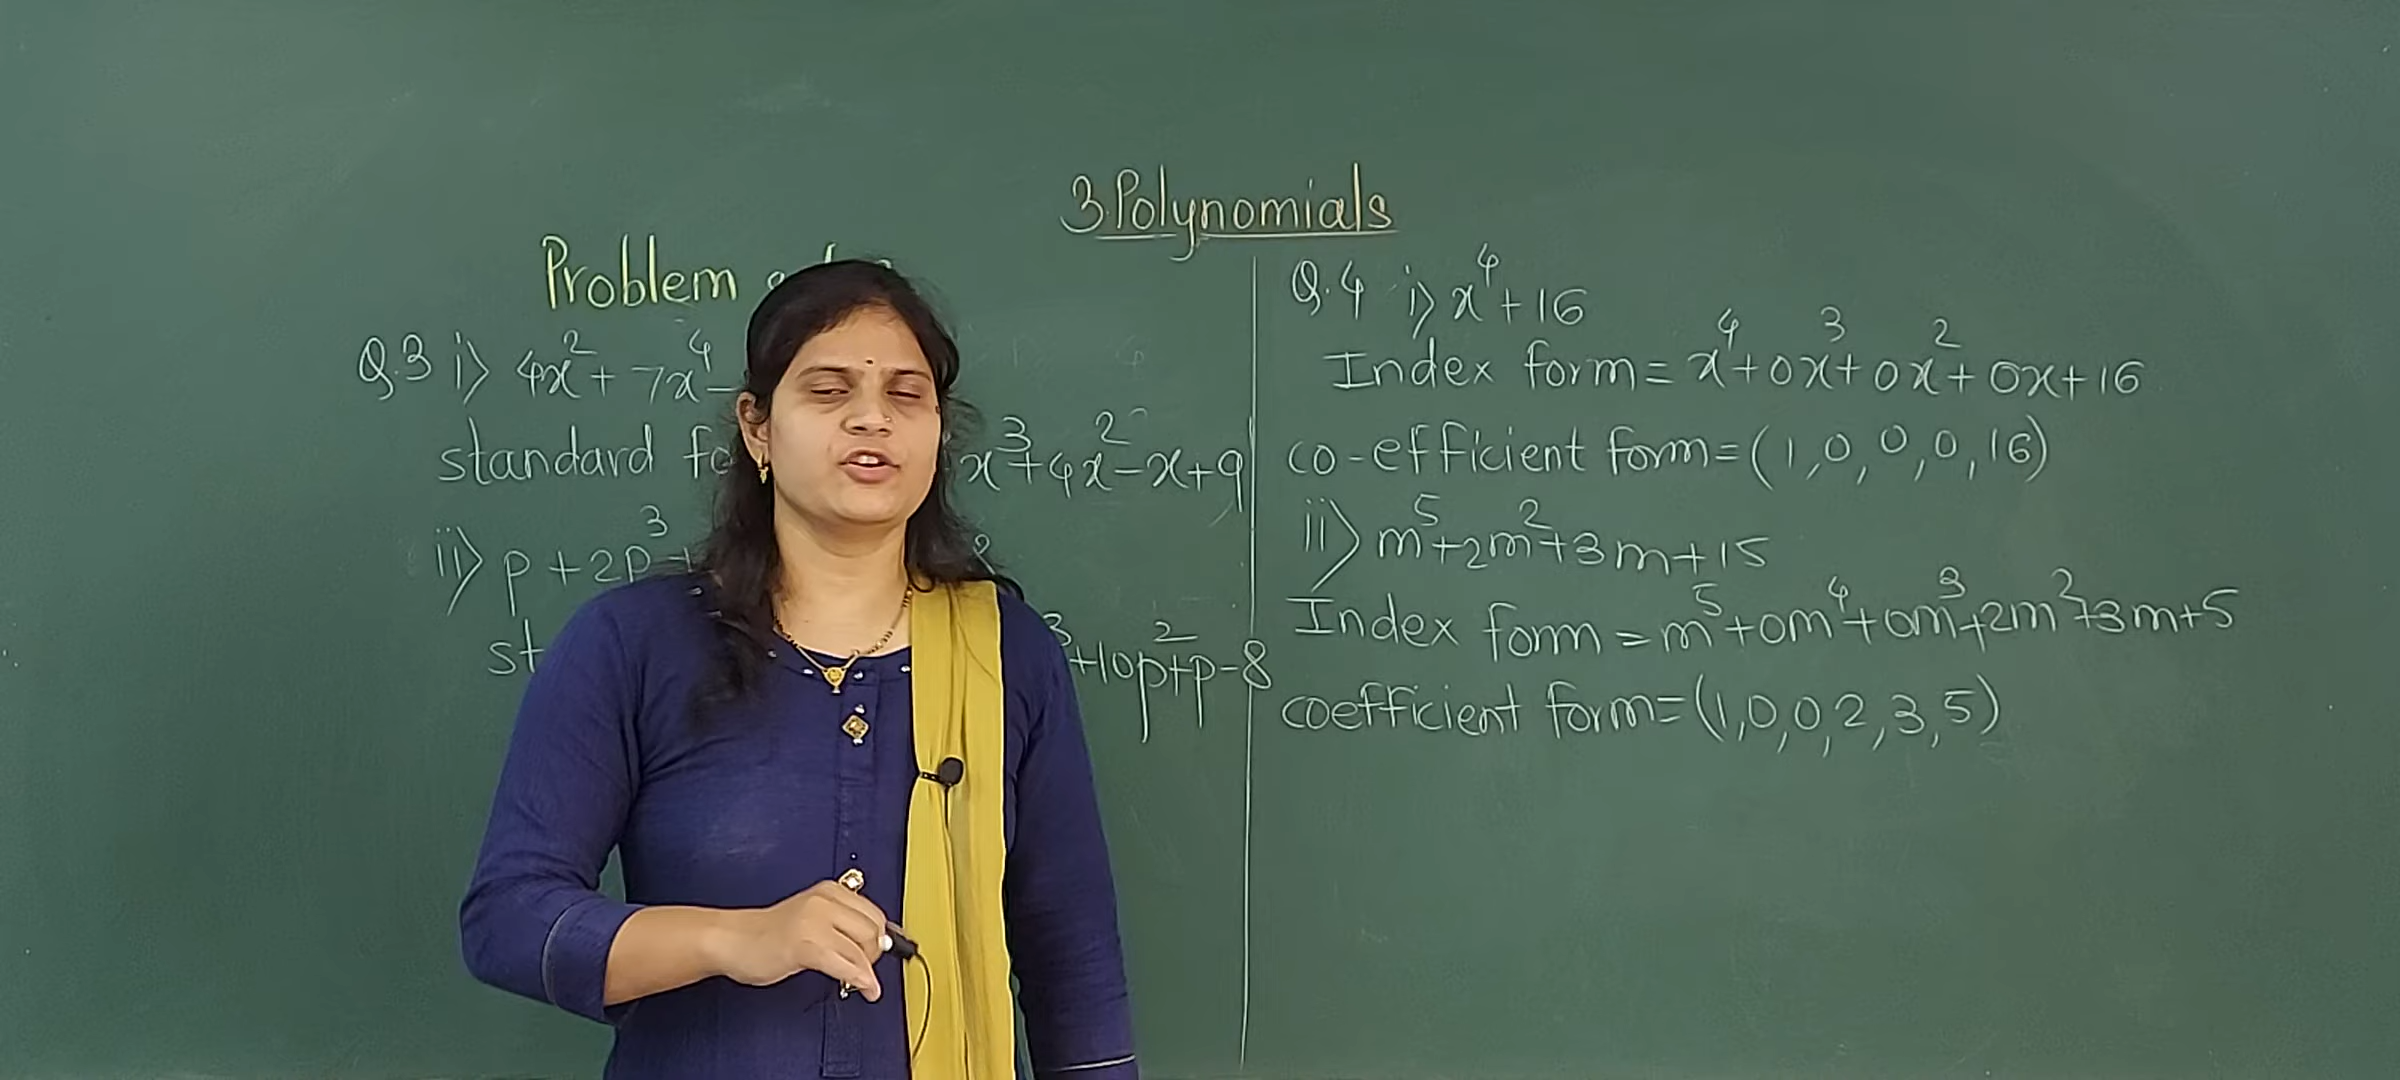 3.Polynomials
Problem
Q.3 i) 4x² + 7x⁴ -
standard x³+4x²-x+9
ii) p + 2p³ +
³+10p²+p-8
Q.4 i) x⁴ + 16
Index form = x⁴+0x³+0x²+0x+16
co-efficient form=(1,0,0,0,16)
ii) m⁵+2m²+3m+15
Index form = m⁵+0m⁴+0m³+2m²+3m+5
coefficient form=(1,0,0,2,3,5)